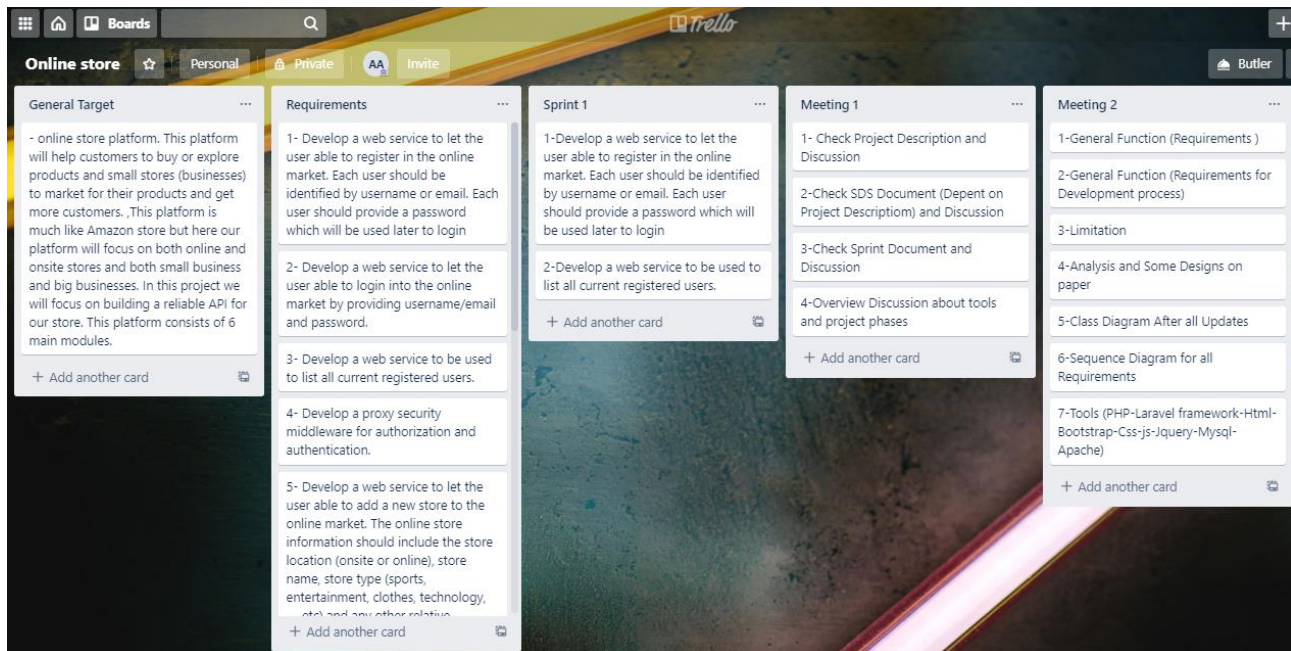 Boards
Trello
Online store
Personal
Private
AA
Invite
Butler
General Target
- online store platform. This platform
will help customers to buy or explore
products and small stores (businesses)
to market for their products and get
more customers. ,This platform is
much like Amazon store but here our
platform will focus on both online and
onsite stores and both small business
and big businesses. In this project we
will focus on building a reliable API for
our store. This platform consists of 6
main modules.
+ Add another card
Requirements
1- Develop a web service to let the
user able to register in the online
market. Each user should be
identified by username or email. Each
user should provide a password
which will be used later to login
2- Develop a web service to let the
user able to login into the online
market by providing username/email
and password.
3- Develop a web service to be used
to list all current registered users.
4- Develop a proxy security
middleware for authorization and
authentication.
5- Develop a web service to let the
user able to add a new store to the
online market. The online store
information should include the store
location (onsite or online), store
name, store type (sports,
entertainment, clothes, technology,
... etc) and any other relative
+ Add another card
Sprint 1
1-Develop a web service to let the
user able to register in the online
market. Each user should be identified
by username or email. Each user
should provide a password which will
be used later to login
2-Develop a web service to be used to
list all current registered users.
+ Add another card
Meeting 1
1- Check Project Description and
Discussion
2-Check SDS Document (Depent on
Project Descriptiom) and Discussion
3-Check Sprint Document and
Discussion
4-Overview Discussion about tools
and project phases
+ Add another card
Meeting 2
1-General Function (Requirements )
2-General Function (Requirements for
Development process)
3-Limitation
4-Analysis and Some Designs on
paper
5-Class Diagram After all Updates
6-Sequence Diagram for all
Requirements
7-Tools (PHP-Laravel framework-Html-
Bootstrap-Css-js-Jquery-Mysql-
Apache)
+ Add another card